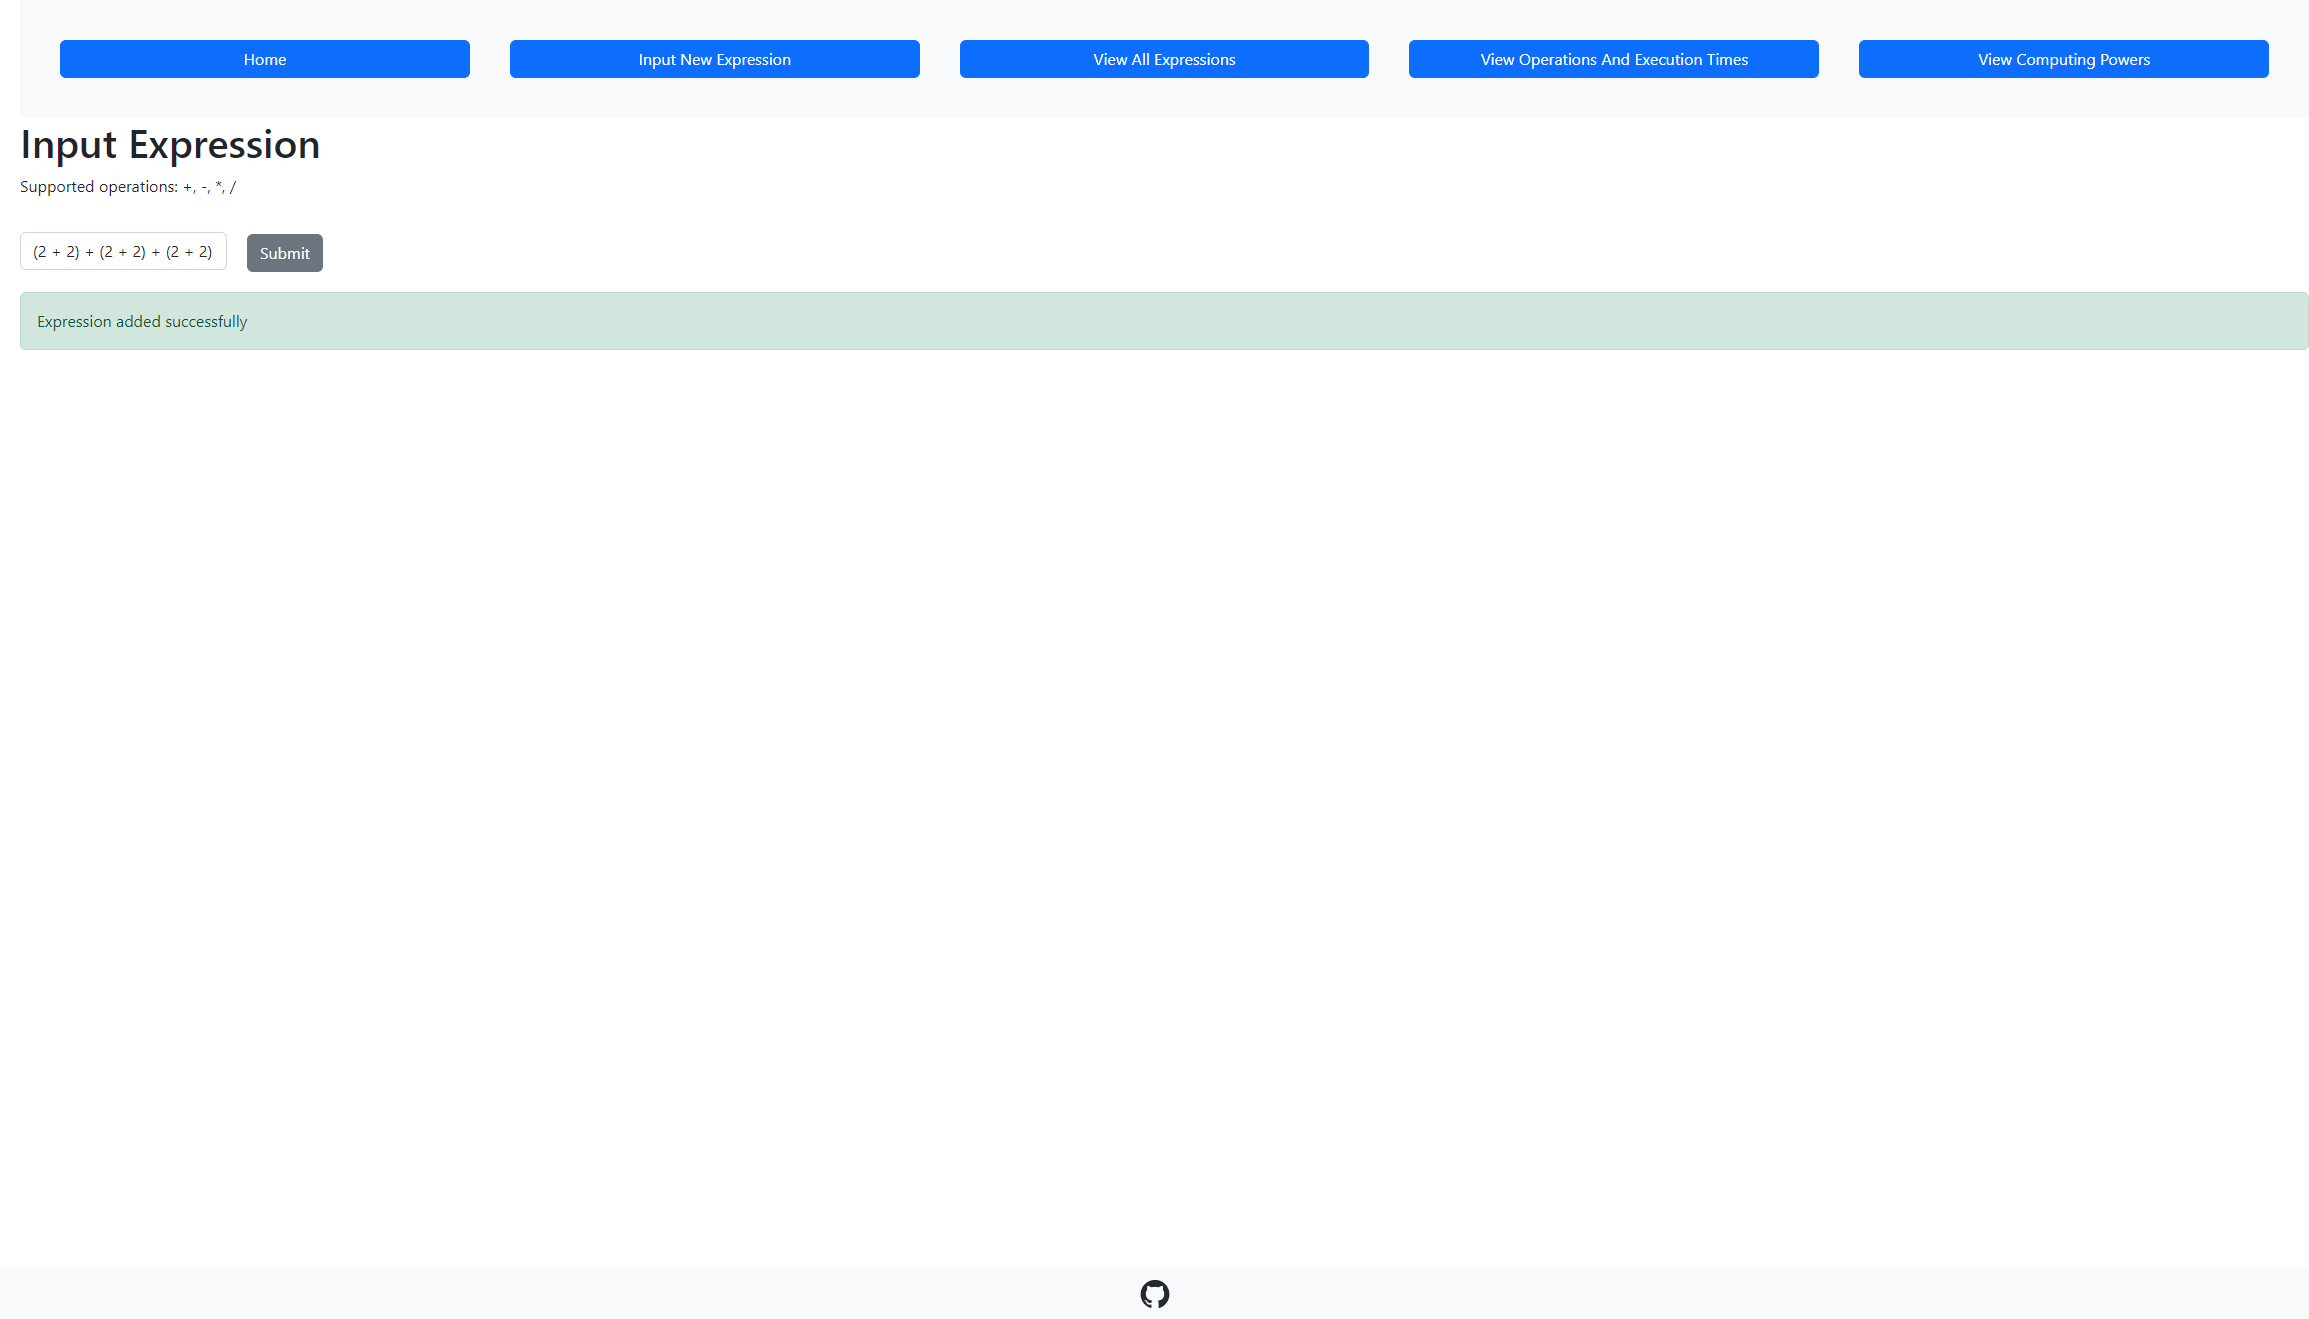 Home
Input New Expression
View All Expressions
View Operations And Execution Times
View Computing Powers
Input Expression
Supported operations: +, -, *, /
(2 + 2) + (2 + 2) + (2 + 2)
Submit
Expression added successfully